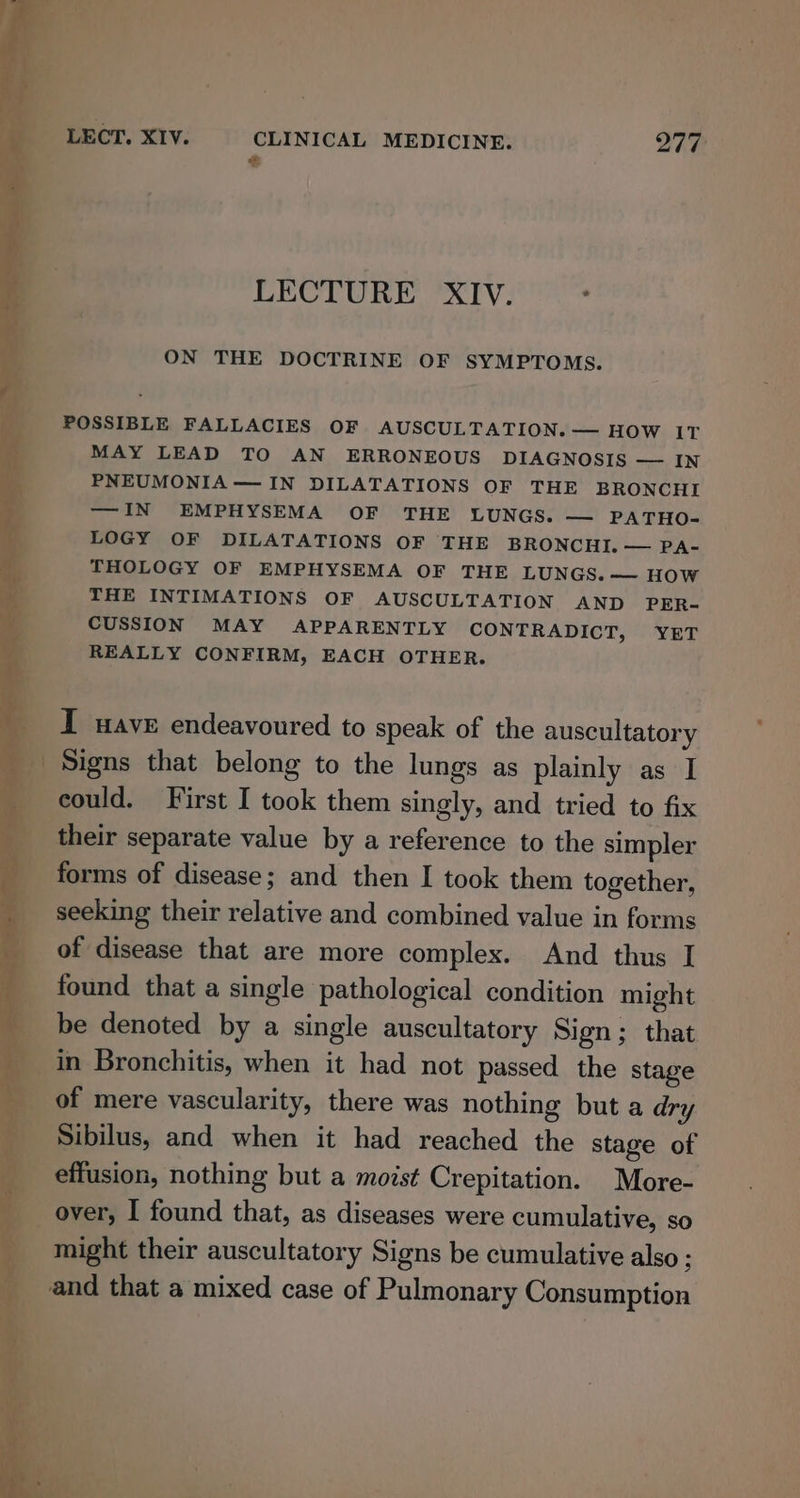 LECT. XIV. CLINICAL MEDICINE. 277
LECTURE XIV.
ON THE DOCTRINE OF SYMPTOMS.
POSSIBLE FALLACIES OF AUSCULTATION. — HOW IT
MAY LEAD TO AN ERRONEOUS DIAGNOSIS — IN
PNEUMONIA — IN DILATATIONS OF THE BRONCHI
— IN EMPHYSEMA OF THE LUNGS. — PATHO-
LOGY OF DILATATIONS OF THE BRONCHI. — PA-
THOLOGY OF EMPHYSEMA OF THE LUNGS. — HOW
THE INTIMATIONS OF AUSCULTATION AND PER-
CUSSION MAY APPARENTLY CONTRADICT, YET
REALLY CONFIRM, EACH OTHER.
I HAVE endeavoured to speak of the auscultatory
Signs that belong to the lungs as plainly as I
could. First I took them singly, and tried to fix
their separate value by a reference to the simpler
forms of disease; and then I took them together,
seeking their relative and combined value in forms
of disease that are more complex. And thus I
found that a single pathological condition might
be denoted by a single auscultatory Sign; that
in Bronchitis, when it had not passed the stage
of mere vascularity, there was nothing but a dry
Sibilus, and when it had reached the stage of
effusion, nothing but a moist Crepitation. More-
over, I found that, as diseases were cumulative, so
might their auscultatory Signs be cumulative also;
and that a mixed case of Pulmonary Consumption